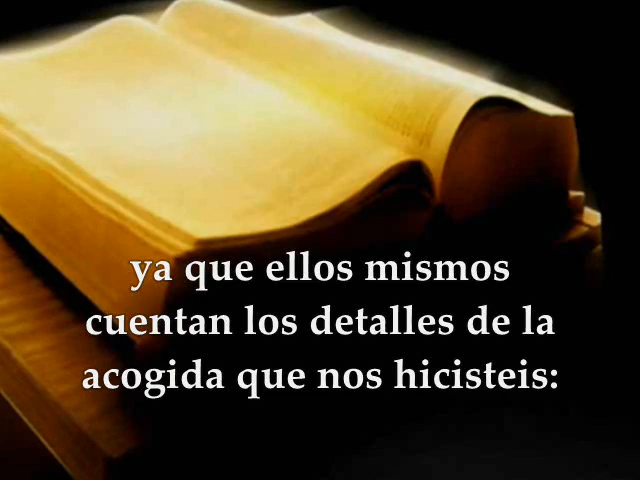 ya que ellos mismos
cuentan los detalles de la
acogida que nos hicisteis: